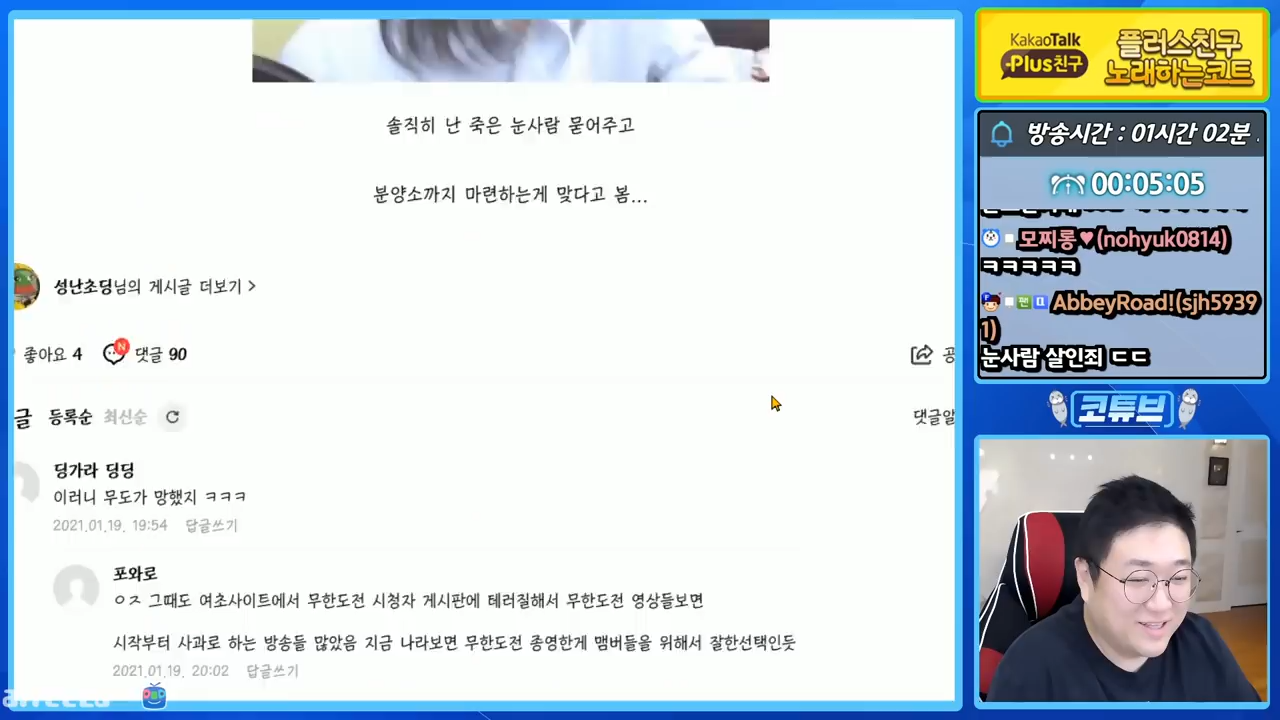 솔직히 난 죽은 눈사람 묻어주고
분양소까지 마련하는게 맞다고 봄...
성난초딩님의 게시글 더보기 >
좋아요 4 N 댓글 90
글 등록순 최신순
댓글알
딩가라 딩딩
이러니 무도가 망했지 ㅋㅋㅋ
2021.01.19. 19:54 답글쓰기
포와로
ㅇㅈ 그때도 여초사이트에서 무한도전 시청자 게시판에 테러질해서 무한도전 영상들보면
시작부터 사과로 하는 방송들 많았음 지금 나라보면 무한도전 종영한게 맴버들을 위해서 잘한선택인듯
2021.01.19. 20:02 답글쓰기
KakaoTalk
Plus친구
플러스친구
노래하는코트
방송시간 : 01시간 02분
00:05:05
모찌롱♥(nohyuk0814)
ㅋㅋㅋㅋㅋ
팬 AbbeyRoad!(sjh5939
1)
눈사람 살인죄 ㄷㄷ
코튜브